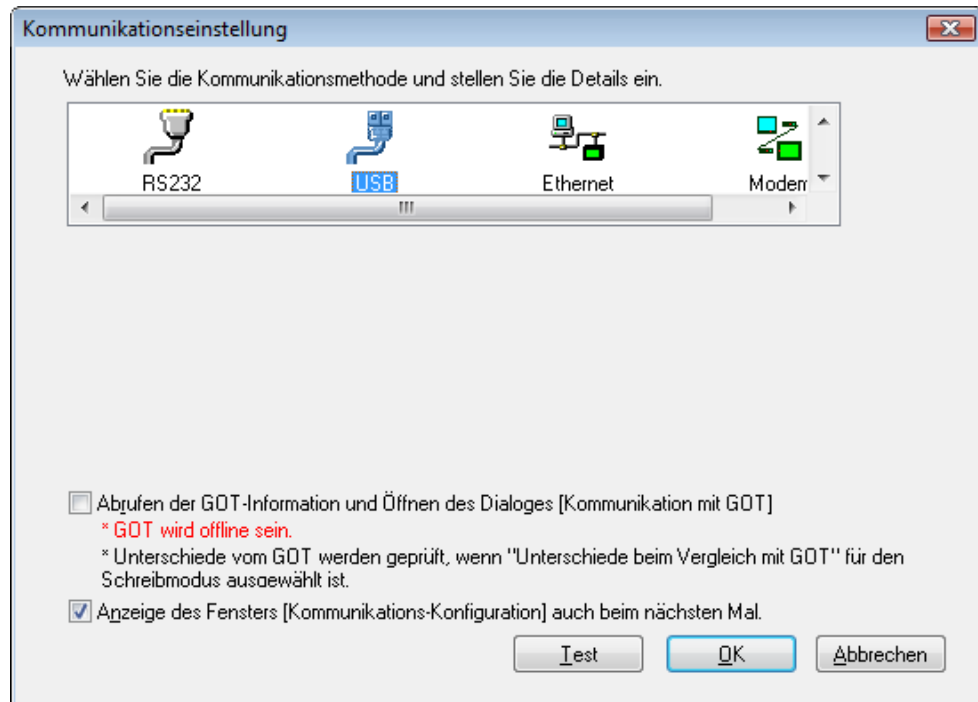 Kommunikationseinstellung
Wählen Sie die Kommunikationsmethode und stellen Sie die Details ein.
RS232 USB Ethernet Modem
Abrufen der GOT-Information und Öffnen des Dialoges [Kommunikation mit GOT]
* GOT wird offline sein.
* Unterschiede vom GOT werden geprüft, wenn "Unterschiede beim Vergleich mit GOT" für den
Schreibmodus ausgewählt ist.
Anzeige des Fensters [Kommunikations-Konfiguration] auch beim nächsten Mal.
Test OK Abbrechen